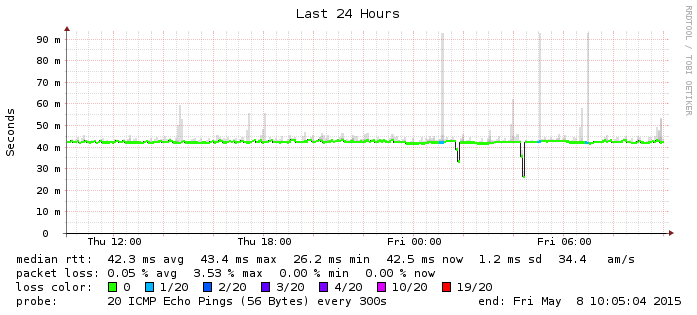 Last 24 Hours
RRDTOOL / TOBI OETIKER
Seconds
90 m
80 m
70 m
60 m
50 m
40 m
30 m
20 m
10 m
0
Thu 12:00 Thu 18:00 Fri 00:00 Fri 06:00
median rtt: 42.3 ms avg 43.4 ms max 26.2 ms min 42.5 ms now 1.2 ms sd 34.4 am/s
packet loss: 0.05 % avg 3.53 % max 0.00 % min 0.00 % now
loss color: 0 1/20 2/20 3/20 4/20 10/20 19/20
probe: 20 ICMP Echo Pings (56 Bytes) every 300s end: Fri May 8 10:05:04 2015